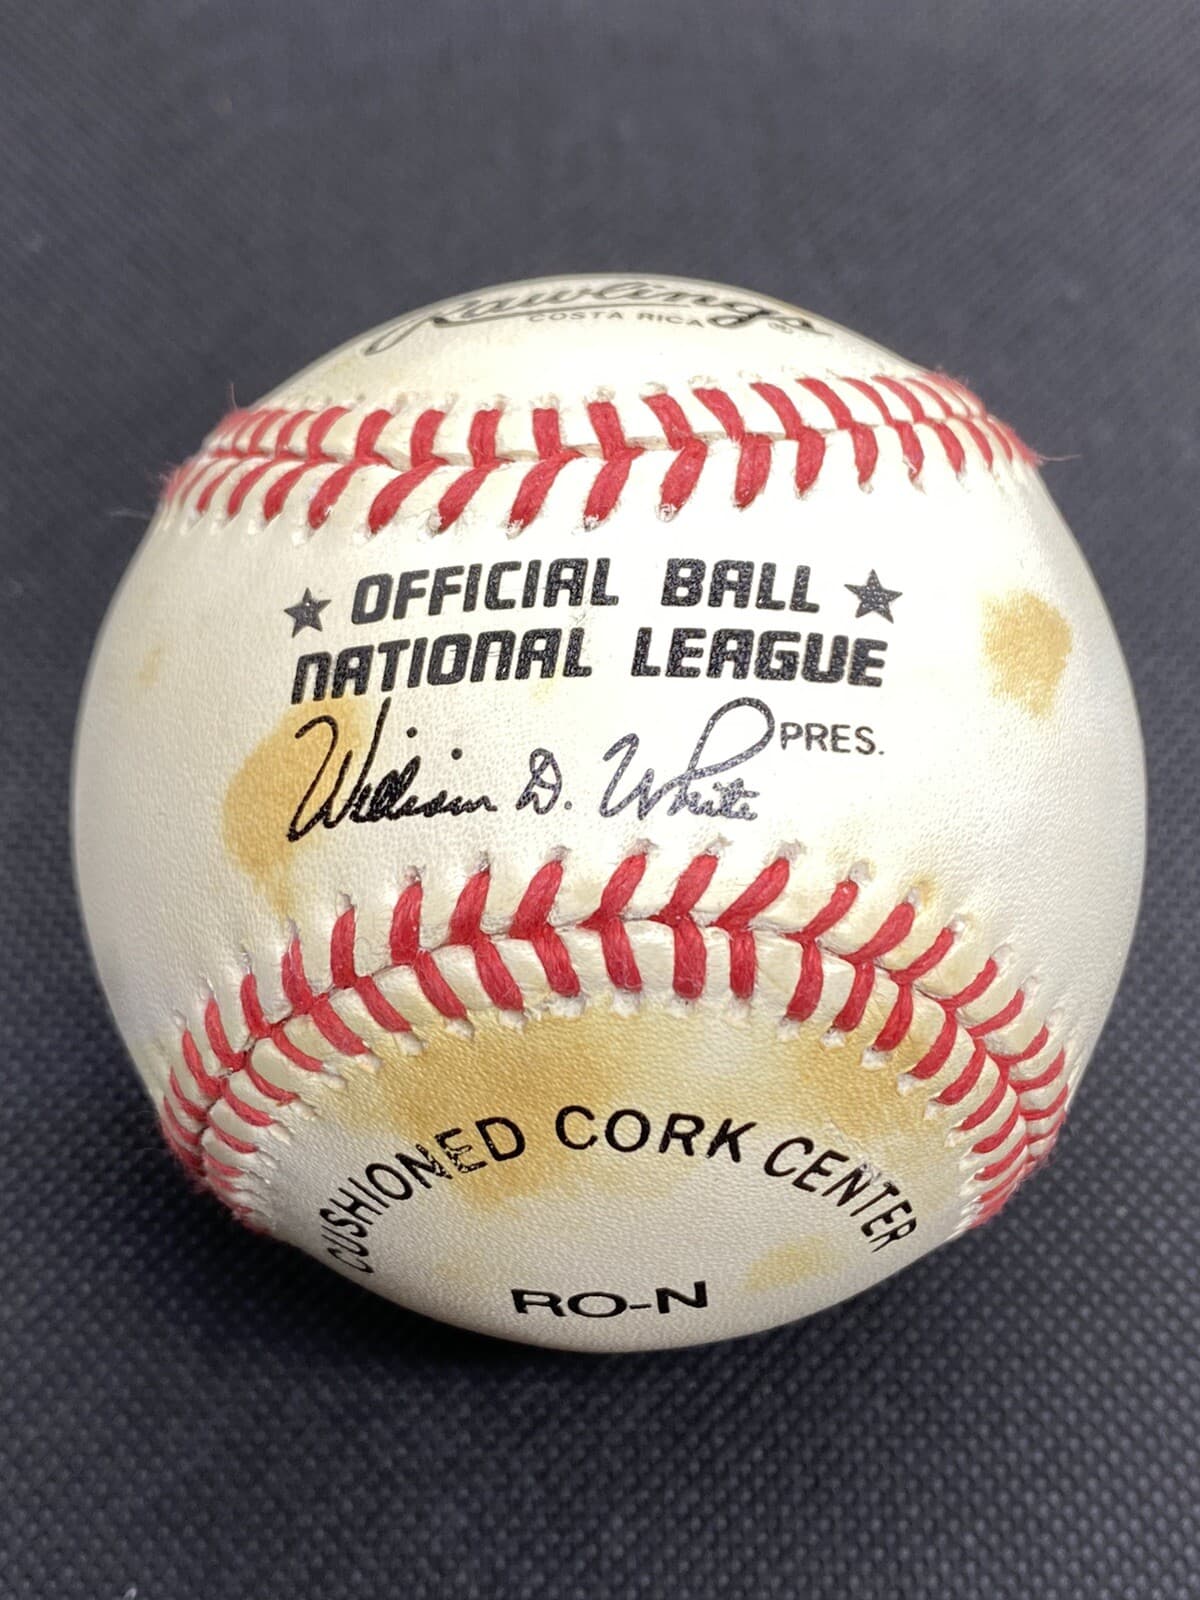 Rawlings ®
COSTA RICA
★ OFFICIAL BALL ★
NATIONAL LEAGUE
William D. White PRES.
CUSHIONED CORK CENTER
RO-N